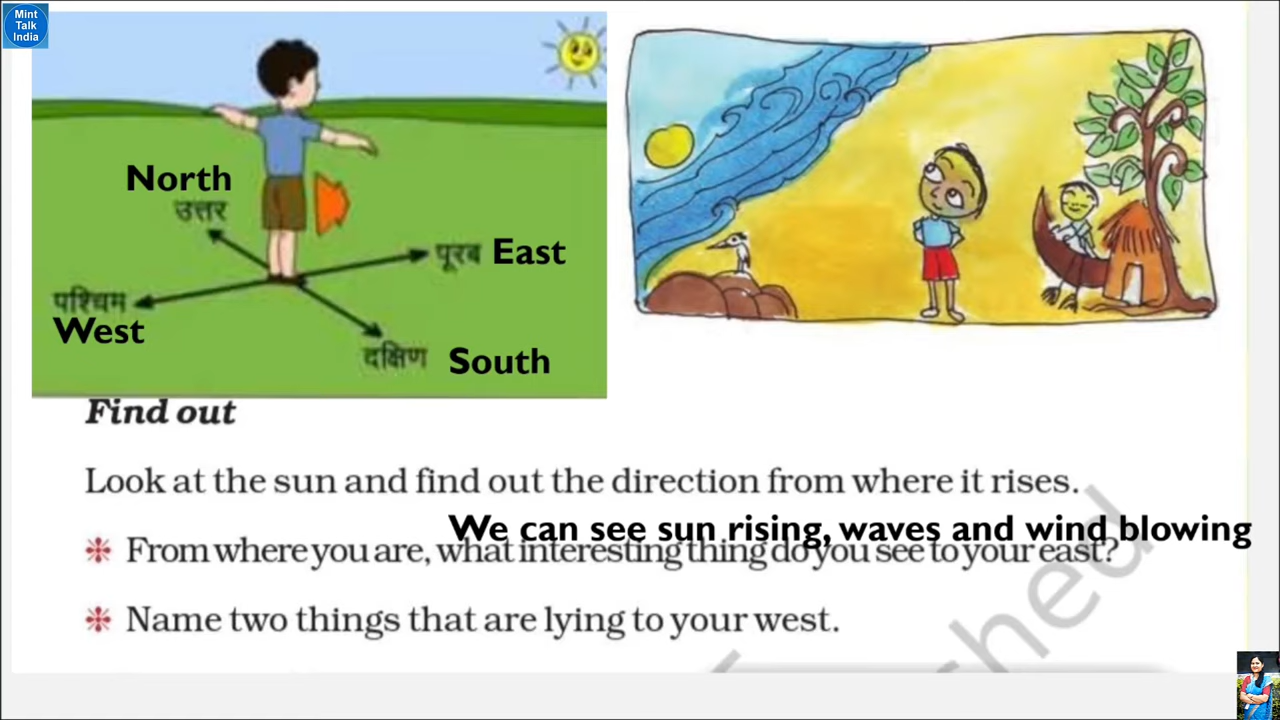 Mint
Talk
India
North
उत्तर
पूरब East
पश्चिम
West
दक्षिण South
Find out
Look at the sun and find out the direction from where it rises.
We can see sun rising, waves and wind blowing
❉ From where you are, what interesting thing do you see to your east?
❉ Name two things that are lying to your west.
shed